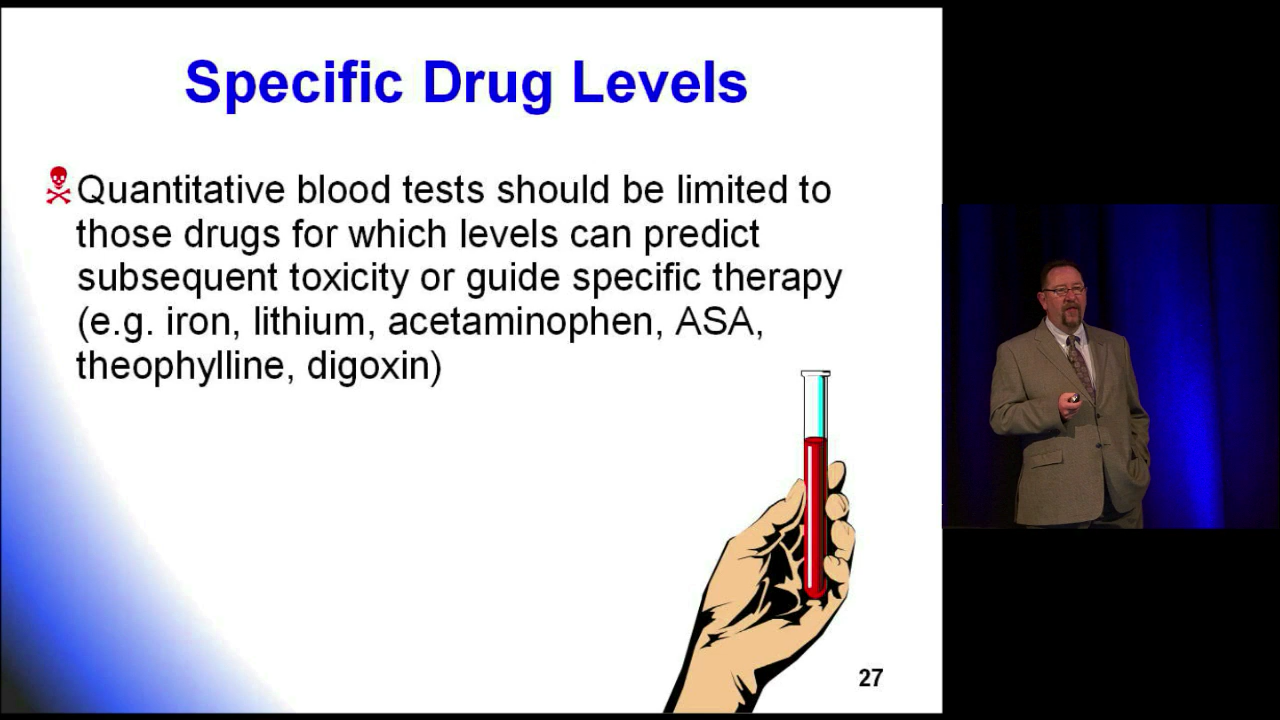 Specific Drug Levels
Quantitative blood tests should be limited to
those drugs for which levels can predict
subsequent toxicity or guide specific therapy
(e.g. iron, lithium, acetaminophen, ASA,
theophylline, digoxin)
27